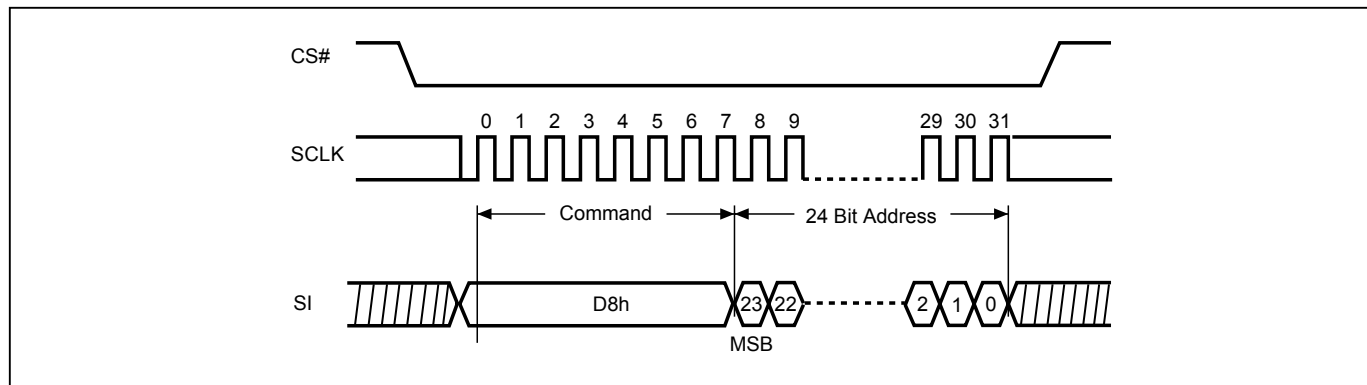 CS#
0 1 2 3 4 5 6 7 8 9 29 30 31
SCLK
Command 24 Bit Address
SI D8h 23 22 2 1 0
MSB